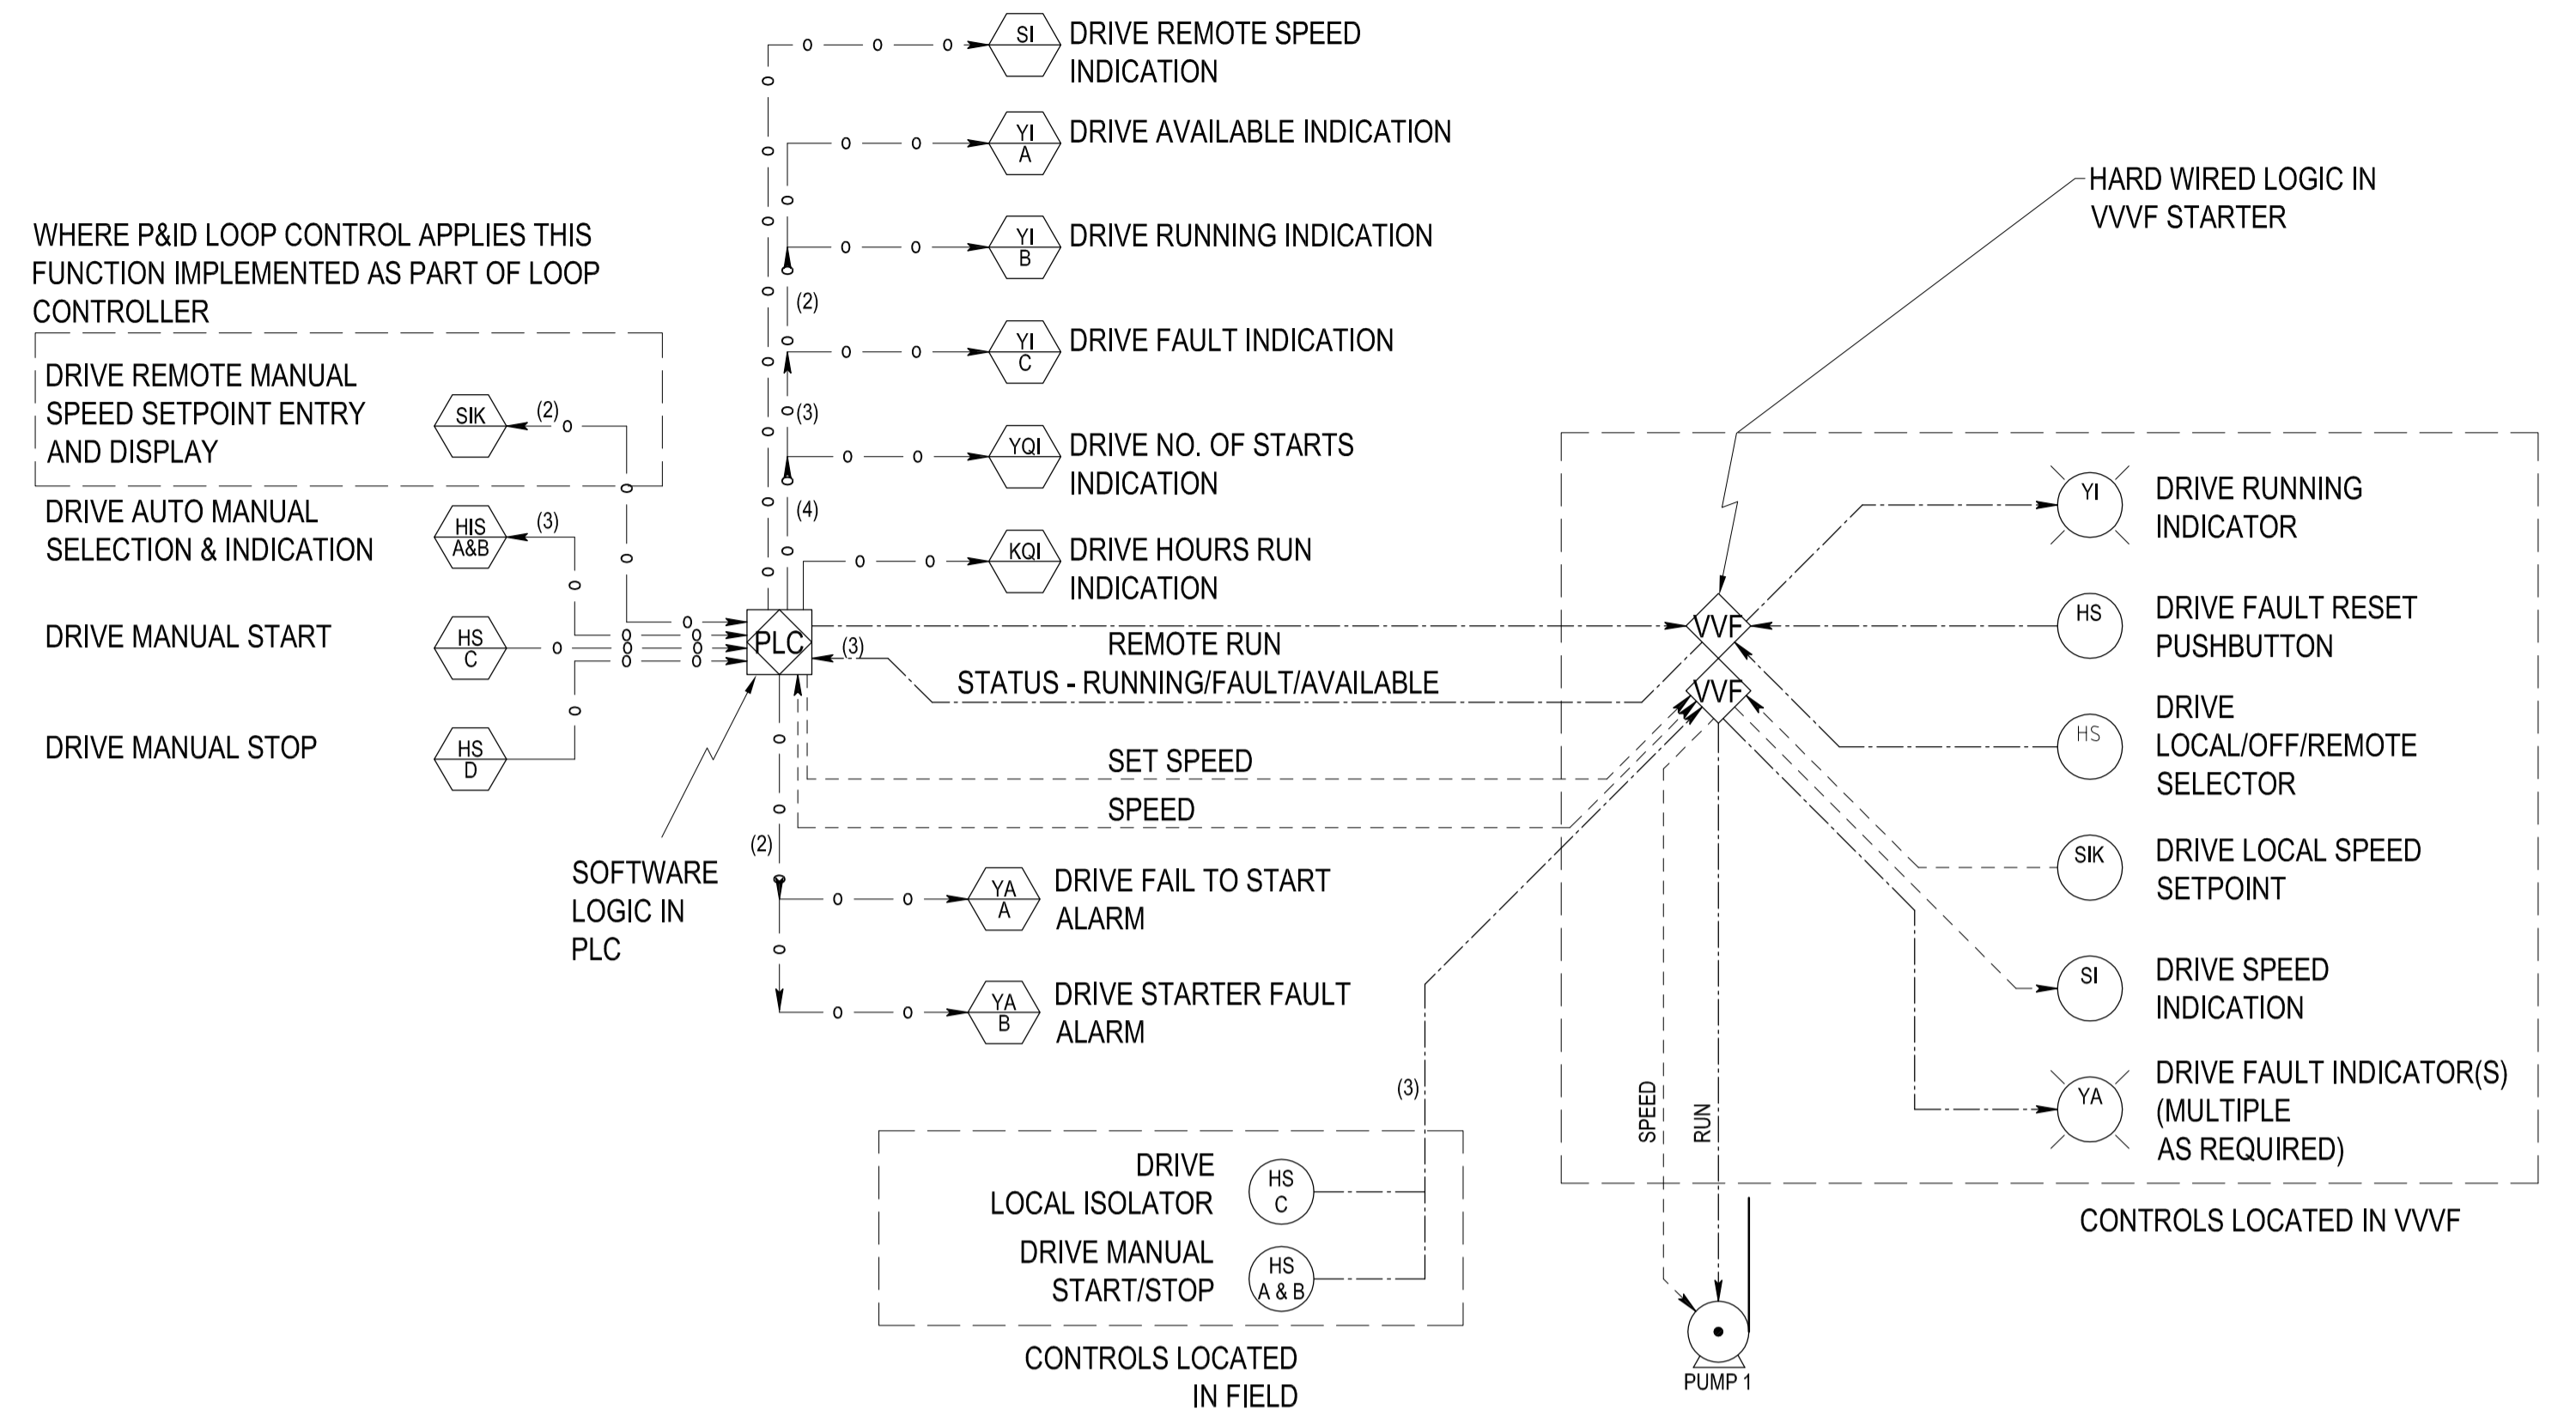 SI
DRIVE REMOTE SPEED
INDICATION
YI
A
DRIVE AVAILABLE INDICATION
YI
B
DRIVE RUNNING INDICATION
(2)
YI
C
DRIVE FAULT INDICATION
(3)
YQI
DRIVE NO. OF STARTS
INDICATION
(4)
KQI
DRIVE HOURS RUN
INDICATION
WHERE P&ID LOOP CONTROL APPLIES THIS
FUNCTION IMPLEMENTED AS PART OF LOOP
CONTROLLER
DRIVE REMOTE MANUAL
SPEED SETPOINT ENTRY
AND DISPLAY
SIK
(2)
DRIVE AUTO MANUAL
SELECTION & INDICATION
HIS
A&B
(3)
DRIVE MANUAL START
HS
C
DRIVE MANUAL STOP
HS
D
PLC
SOFTWARE
LOGIC IN
PLC
REMOTE RUN
(3)
STATUS - RUNNING/FAULT/AVAILABLE
SET SPEED
SPEED
(2)
YA
A
DRIVE FAIL TO START
ALARM
YA
B
DRIVE STARTER FAULT
ALARM
HARD WIRED LOGIC IN
VVVF STARTER
VVF
VVF
YI
DRIVE RUNNING
INDICATOR
HS
DRIVE FAULT RESET
PUSHBUTTON
HS
DRIVE
LOCAL/OFF/REMOTE
SELECTOR
SIK
DRIVE LOCAL SPEED
SETPOINT
SI
DRIVE SPEED
INDICATION
YA
DRIVE FAULT INDICATOR(S)
(MULTIPLE
AS REQUIRED)
CONTROLS LOCATED IN VVVF
(3)
SPEED
RUN
DRIVE
LOCAL ISOLATOR
HS
C
DRIVE MANUAL
START/STOP
HS
A & B
CONTROLS LOCATED
IN FIELD
PUMP 1